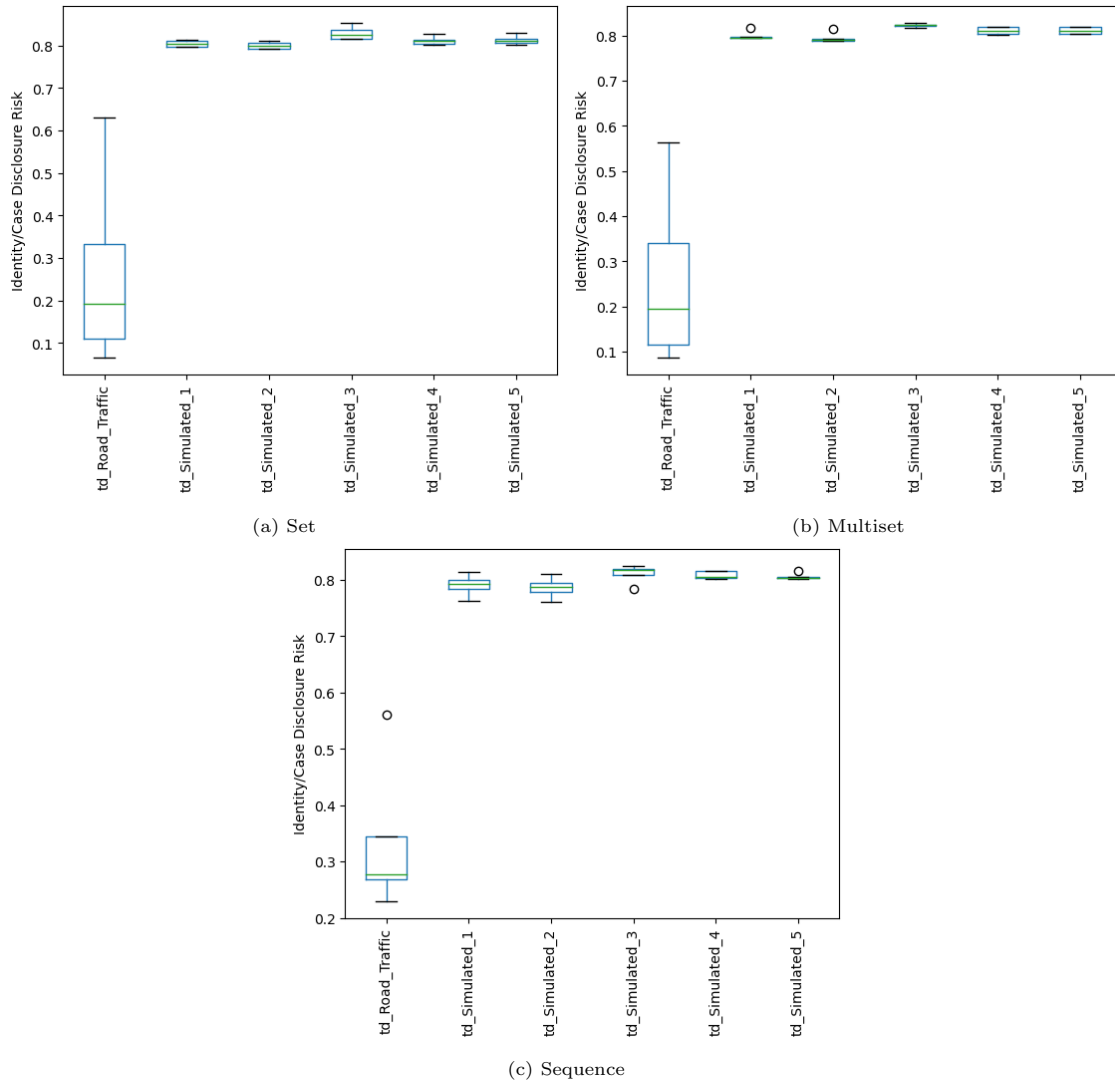 Identity/Case Disclosure Risk
0.8
0.7
0.6
0.5
0.4
0.3
0.2
0.1
td_Road_Traffic
td_Simulated_1
td_Simulated_2
td_Simulated_3
td_Simulated_4
td_Simulated_5
(a) Set
Identity/Case Disclosure Risk
0.8
0.7
0.6
0.5
0.4
0.3
0.2
0.1
td_Road_Traffic
td_Simulated_1
td_Simulated_2
td_Simulated_3
td_Simulated_4
td_Simulated_5
(b) Multiset
Identity/Case Disclosure Risk
0.8
0.7
0.6
0.5
0.4
0.3
0.2
td_Road_Traffic
td_Simulated_1
td_Simulated_2
td_Simulated_3
td_Simulated_4
td_Simulated_5
(c) Sequence